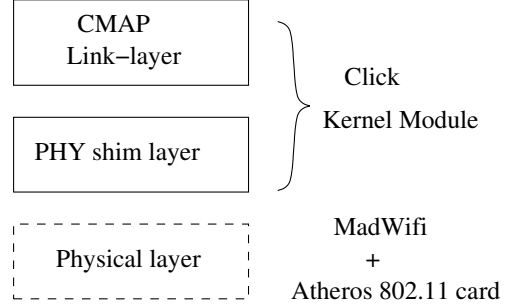 CMAP
Link−layer
Click
Kernel Module
PHY shim layer
Physical layer
MadWifi
+
Atheros 802.11 card